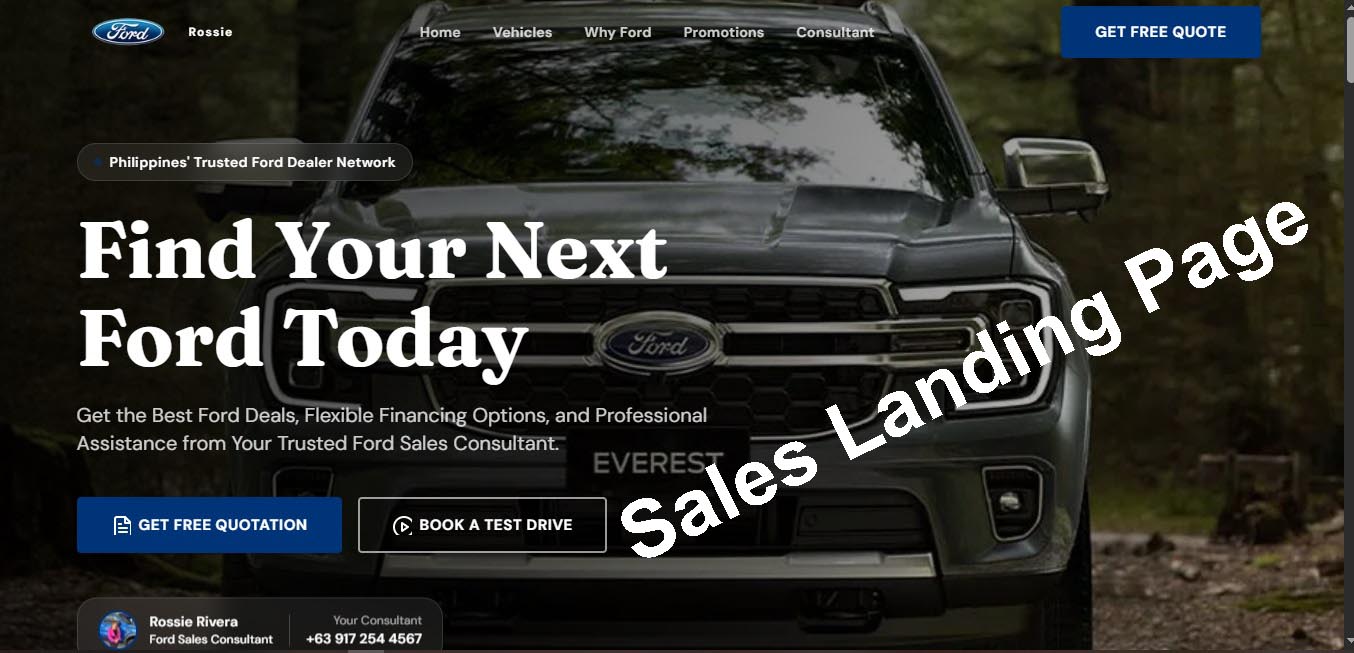 Ford
Rossie
Home
Vehicles
Why Ford
Promotions
Consultant
GET FREE QUOTE
Philippines' Trusted Ford Dealer Network
Find Your Next
Ford Today
Ford
Get the Best Ford Deals, Flexible Financing Options, and Professional
Assistance from Your Trusted Ford Sales Consultant.
EVEREST
Sales Landing Page
GET FREE QUOTATION
BOOK A TEST DRIVE
Rossie Rivera
Ford Sales Consultant
Your Consultant
+63 917 254 4567